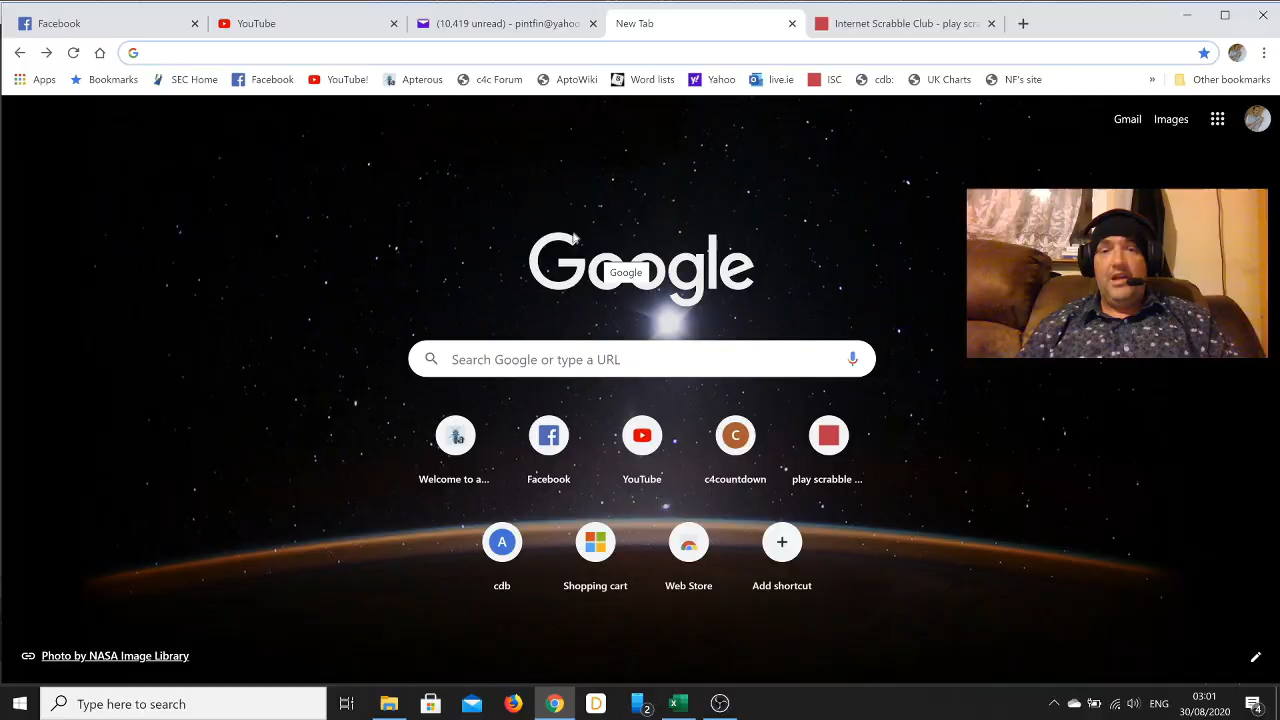 Facebook
YouTube
(10,419 unread) - pintfin@yahoo
New Tab
Internet Scrabble Club - play scr
Apps
Bookmarks
SEC Home
Facebook
YouTube!
Apterous
c4c Forum
AptoWiki
Word lists
Yahoo
live.ie
ISC
cdb:
UK Charts
NF's site
»
Other bookmarks
Gmail
Images
Google
Google
Search Google or type a URL
Welcome to a...
Facebook
YouTube
C
c4countdown
play scrabble ...
A
cdb
Shopping cart
Web Store
Add shortcut
Photo by NASA Image Library
Type here to search
D
2
ENG
03:01
30/08/2020
4